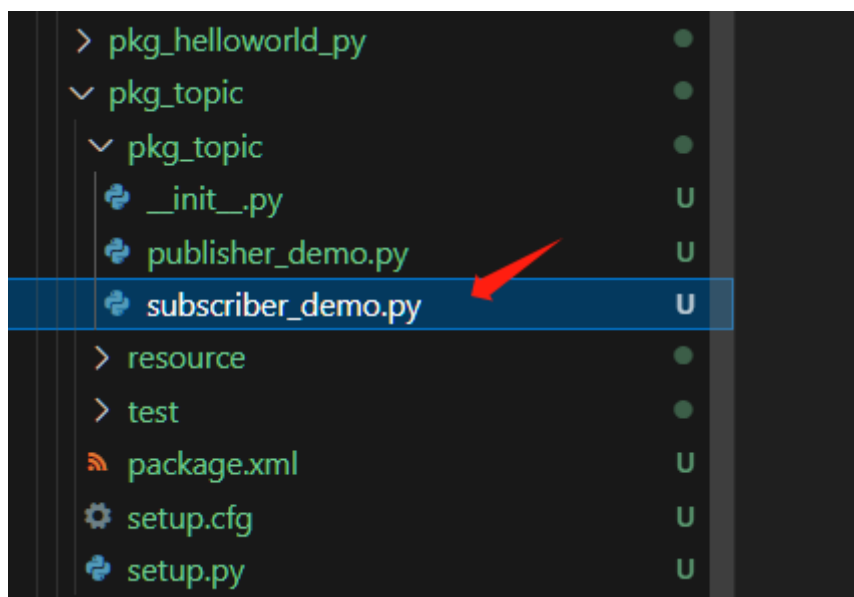 pkg_helloworld_py
pkg_topic
pkg_topic
__init__.py U
publisher_demo.py U
subscriber_demo.py U
resource
test
package.xml U
setup.cfg U
setup.py U